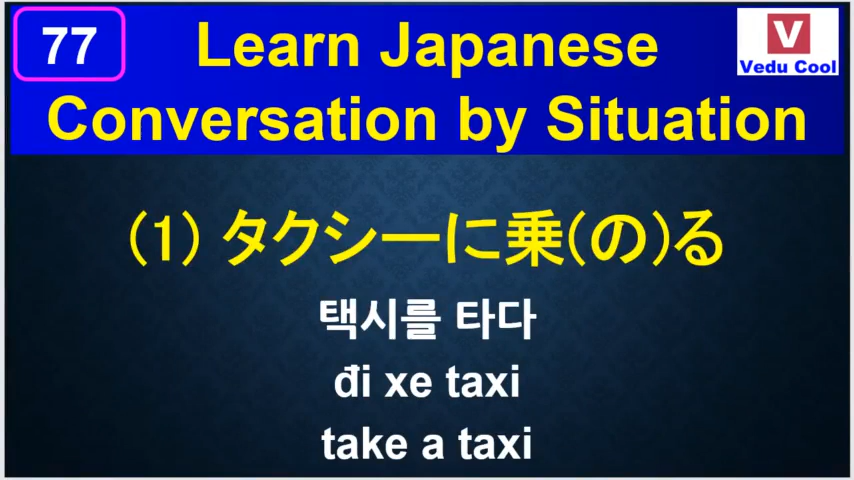 77
Learn Japanese
Conversation by Situation
V
Vedu Cool
(1) タクシーに乗(の)る
택시를 타다
đi xe taxi
take a taxi